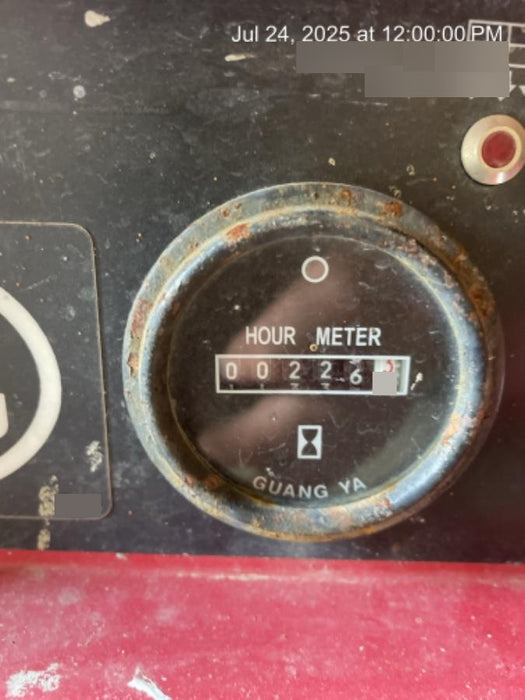 Jul 24, 2025 at 12:00:00 PM
HOUR METER
00226
GUANG YA